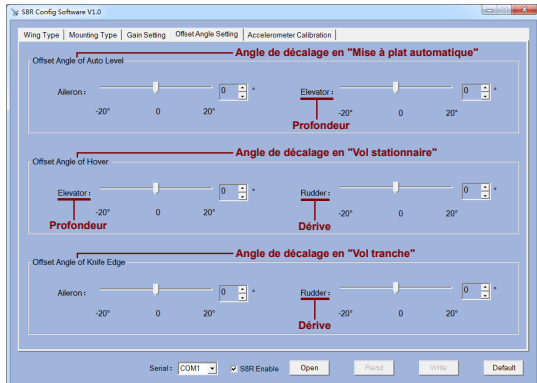 S8R Config Software V1.0
Wing Type Mounting Type Gain Setting Offset Angle Setting Accelerometer Calibration
Angle de décalage en "Mise à plat automatique"
Offset Angle of Auto Level
Aileron : 0 ° Elevator : 0 °
-20° 0 20° -20° 0 20°
Profondeur
Angle de décalage en "Vol stationnaire"
Offset Angle of Hover
Elevator : 0 ° Rudder : 0 °
-20° 0 20° -20° 0 20°
Profondeur Dérive
Angle de décalage en "Vol tranche"
Offset Angle of Knife Edge
Aileron : 0 ° Rudder : 0 °
-20° 0 20° -20° 0 20°
Dérive
Serial : COM1 S8R Enable Open Read Write Default